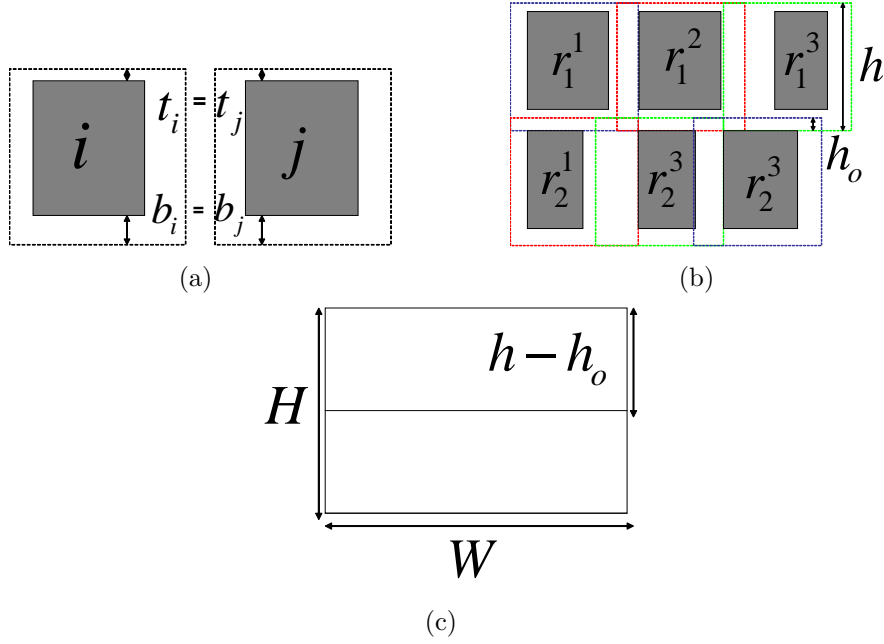 i
j
t_i = t_j
b_i = b_j
(a)
r_1^1
r_1^2
r_1^3
h
r_2^1
r_2^3
r_2^3
h_o
(b)
h − h_o
H
W
(c)